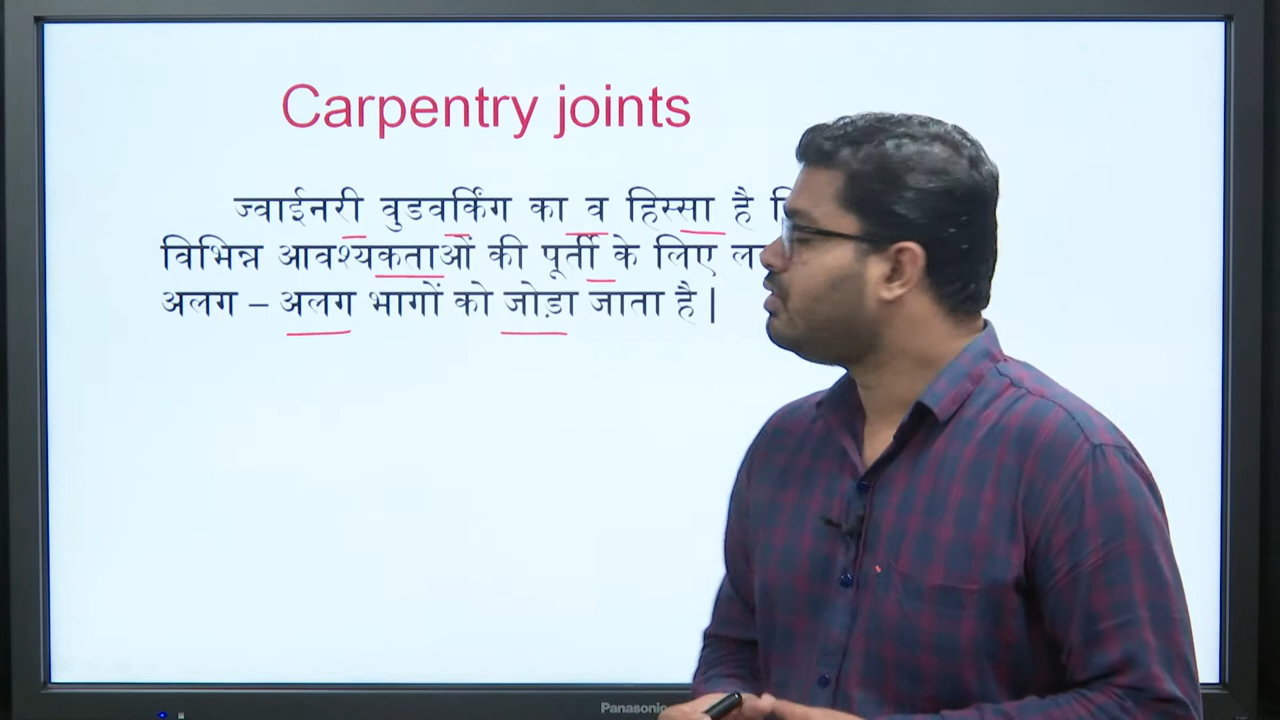 Carpentry joints
ज्वाईनरी वुडवर्किंग का व हिस्सा है
विभिन्न आवश्यकताओं की पूर्ती के लिए
अलग – अलग भागों को जोड़ा जाता है |
Panasonic